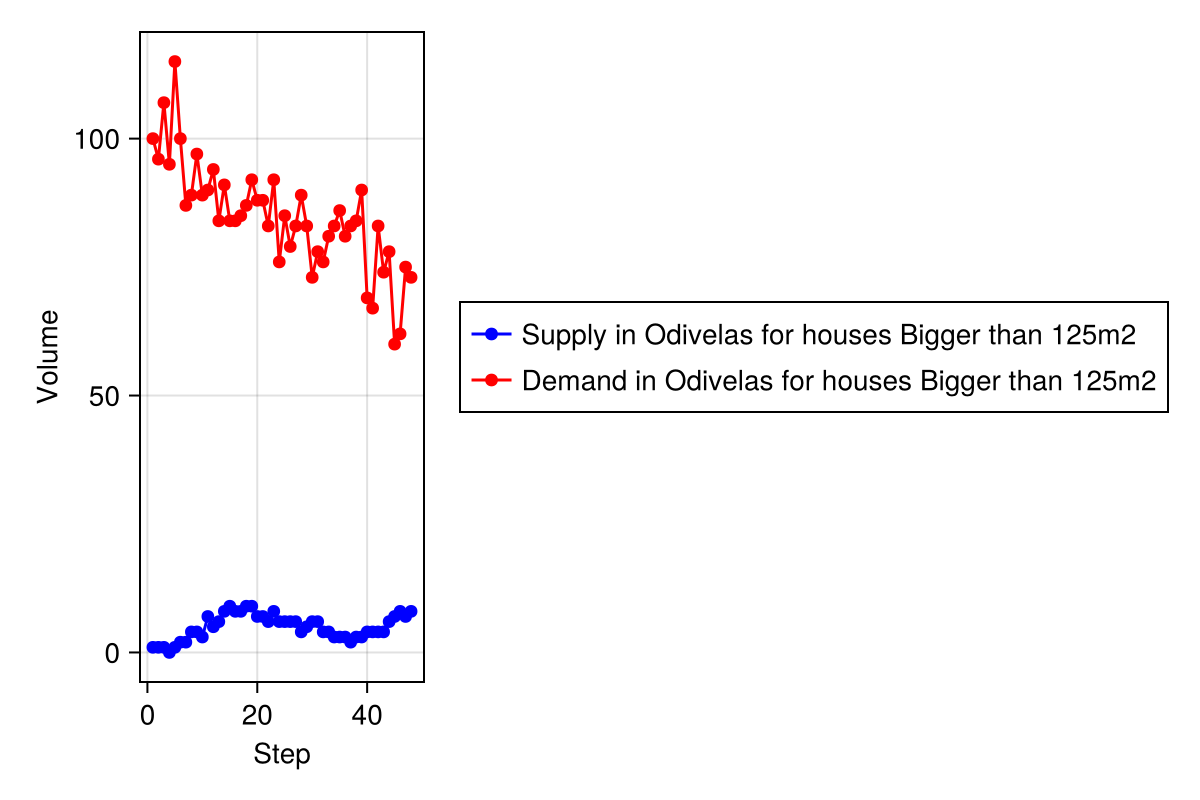 100
50
0
Volume
0 20 40
Step
Supply in Odivelas for houses Bigger than 125m2
Demand in Odivelas for houses Bigger than 125m2